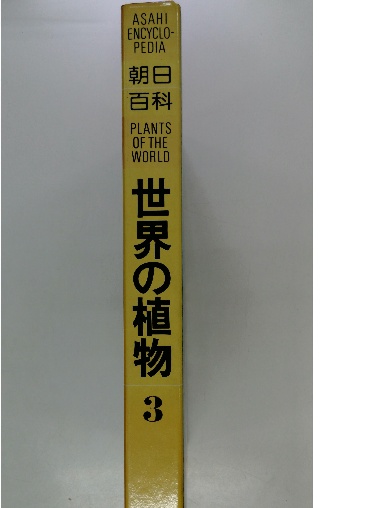 ASAHI
ENCYCLO-
PEDIA
朝日
百科
PLANTS
OF THE
WORLD
世界の植物
3